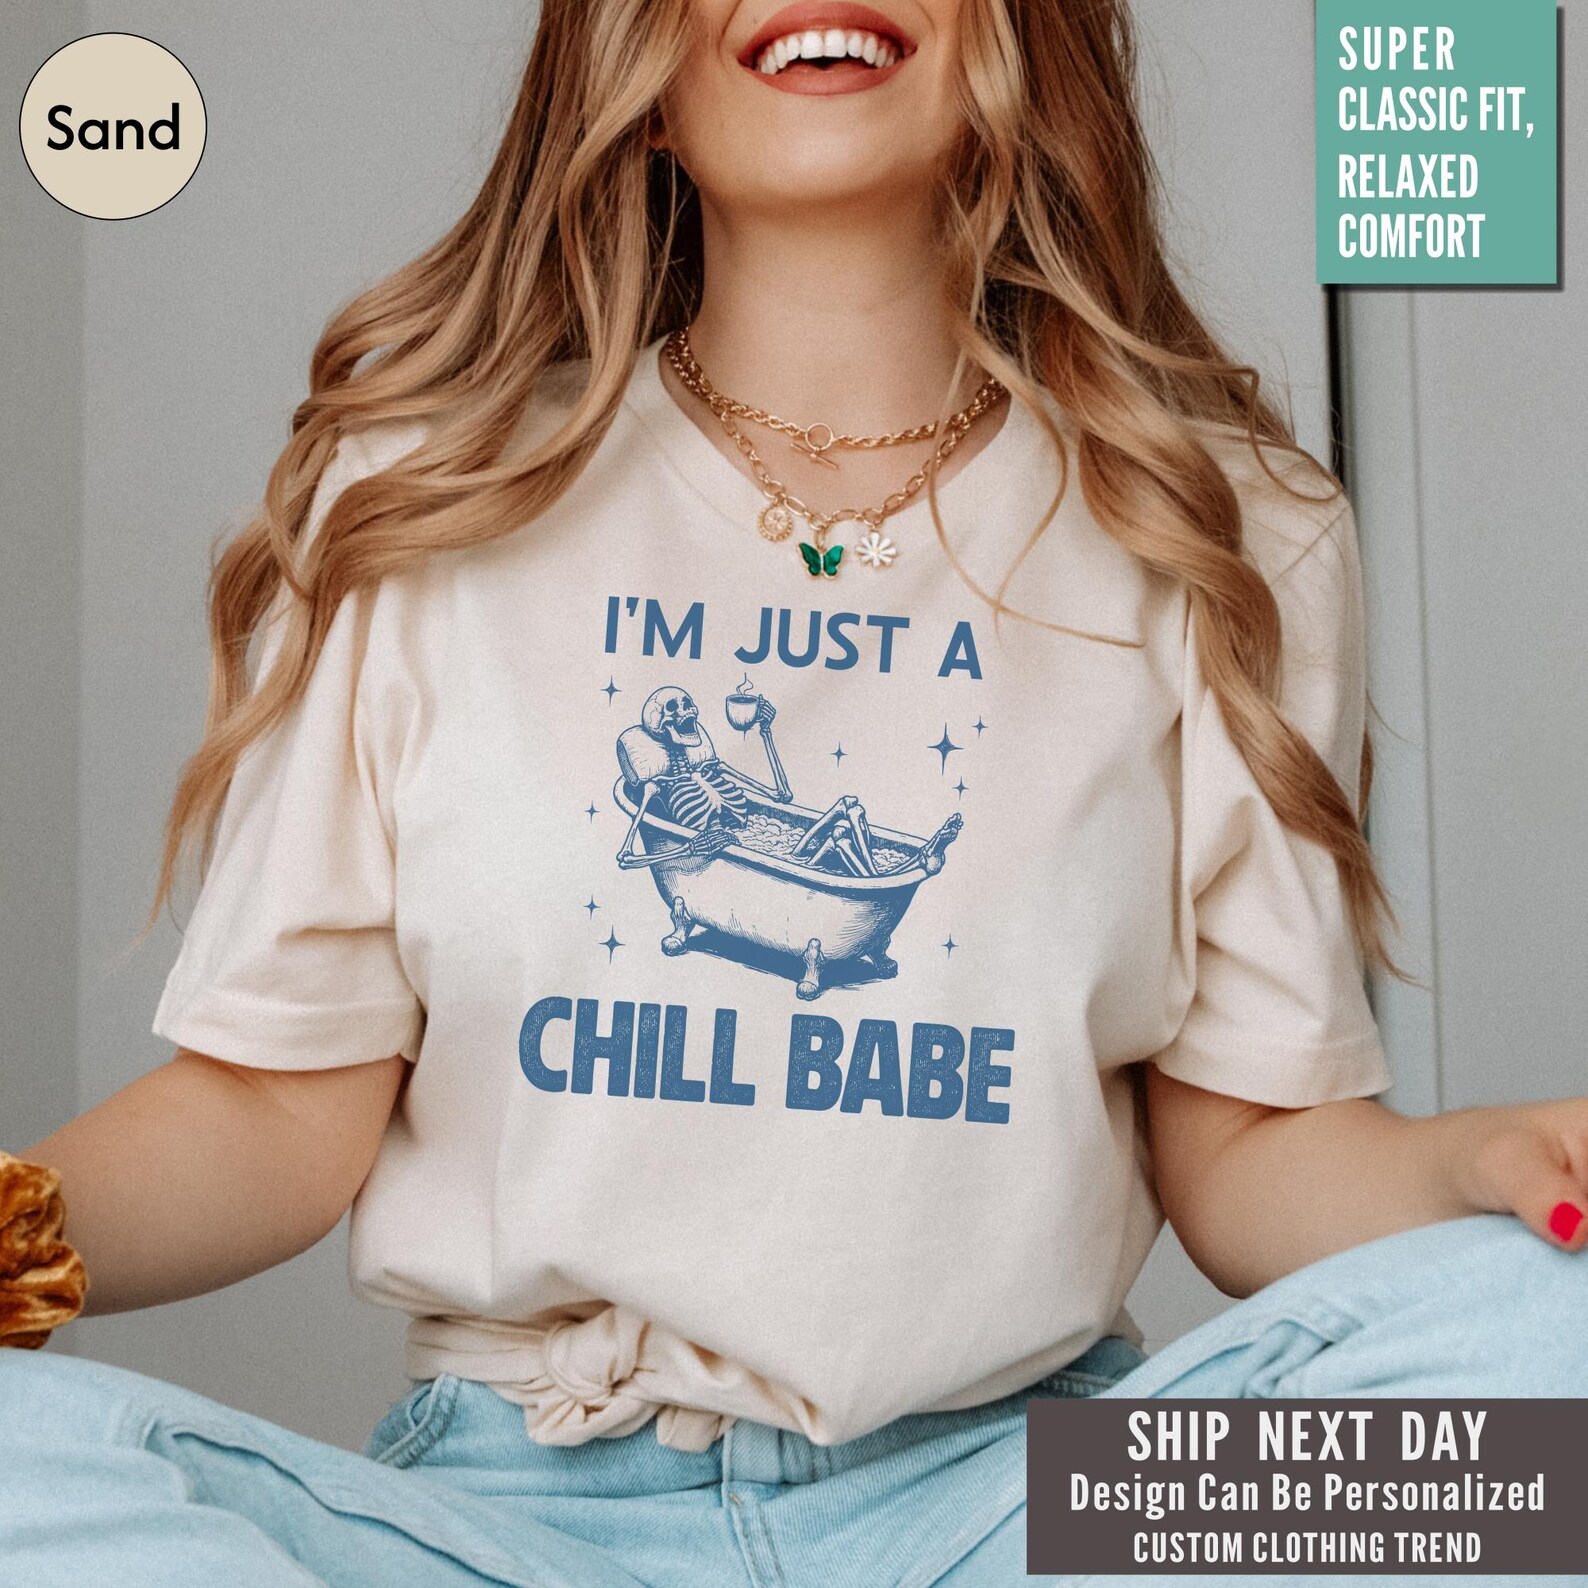 Sand
SUPER
CLASSIC FIT,
RELAXED
COMFORT
I'M JUST A
CHILL BABE
SHIP NEXT DAY
Design Can Be Personalized
CUSTOM CLOTHING TREND